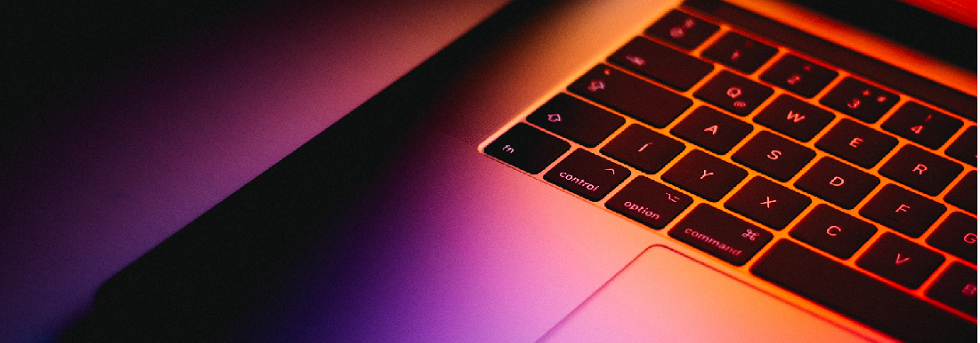 1 2 3 4
Q @ W E R
A S D F G
Í Y X C V B
fn control option command